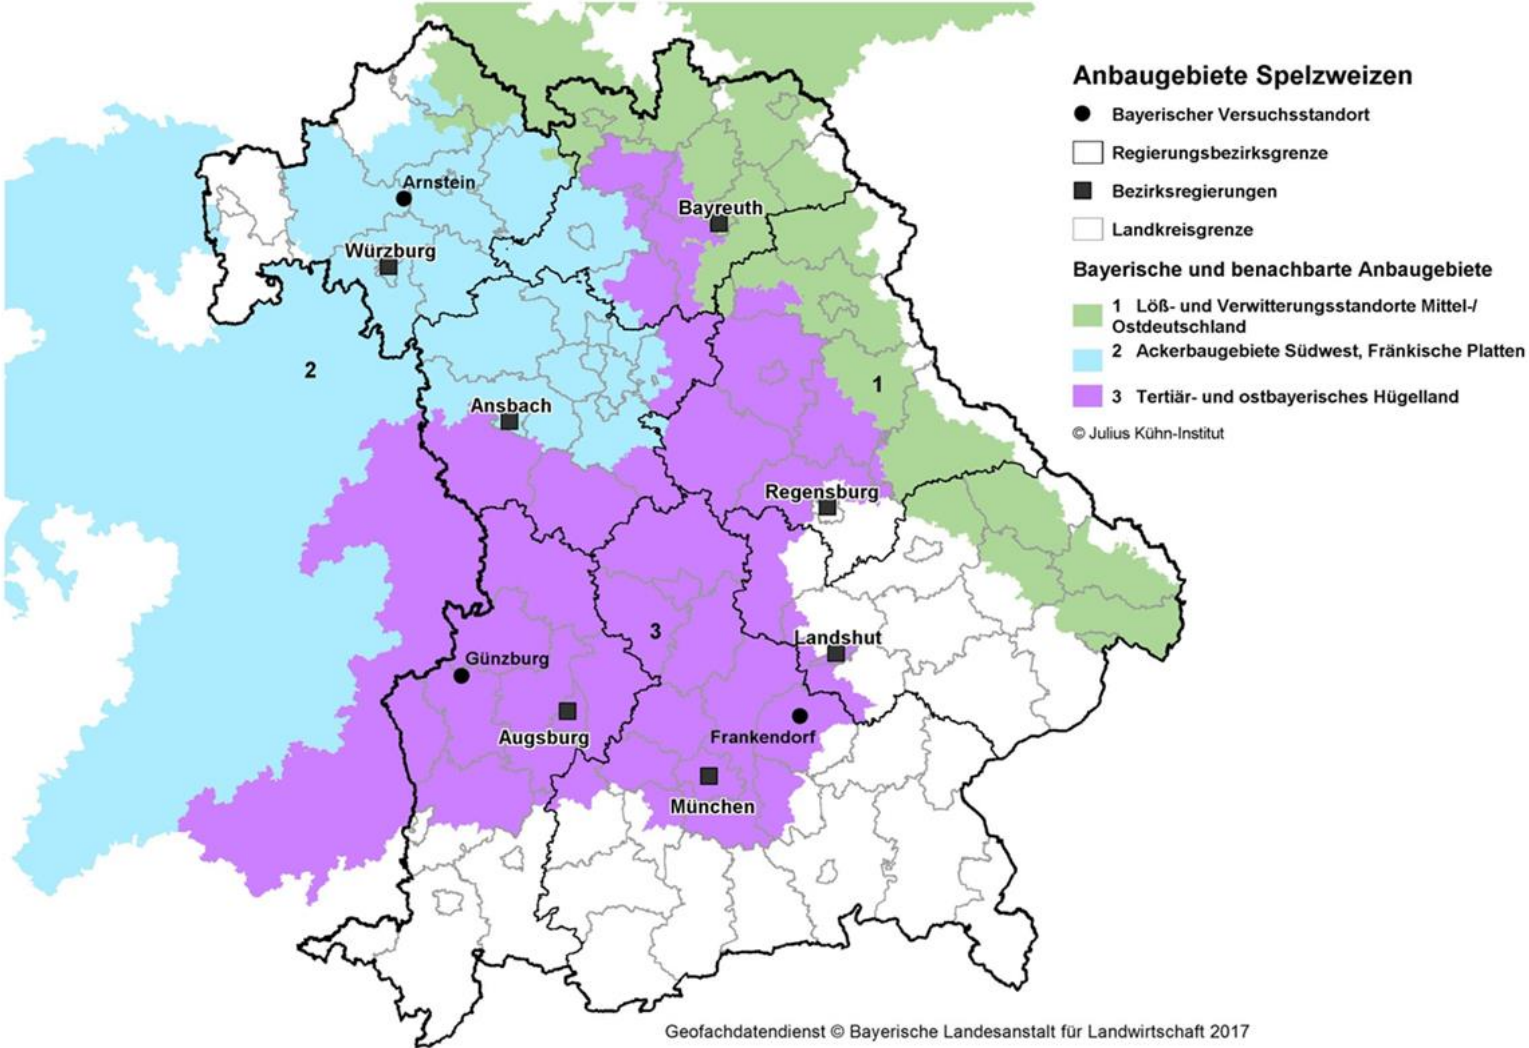 Anbaugebiete Spelzweizen
Bayerischer Versuchsstandort
Regierungsbezirksgrenze
Bezirksregierungen
Landkreisgrenze
Bayerische und benachbarte Anbaugebiete
1 Löß- und Verwitterungsstandorte Mittel-/
Ostdeutschland
2 Ackerbaugebiete Südwest, Fränkische Platten
3 Tertiär- und ostbayerisches Hügelland
© Julius Kühn-Institut
Arnstein
Bayreuth
Würzburg
2
1
Ansbach
Regensburg
3
Landshut
Günzburg
Augsburg
Frankendorf
München
Geofachdatendienst © Bayerische Landesanstalt für Landwirtschaft 2017